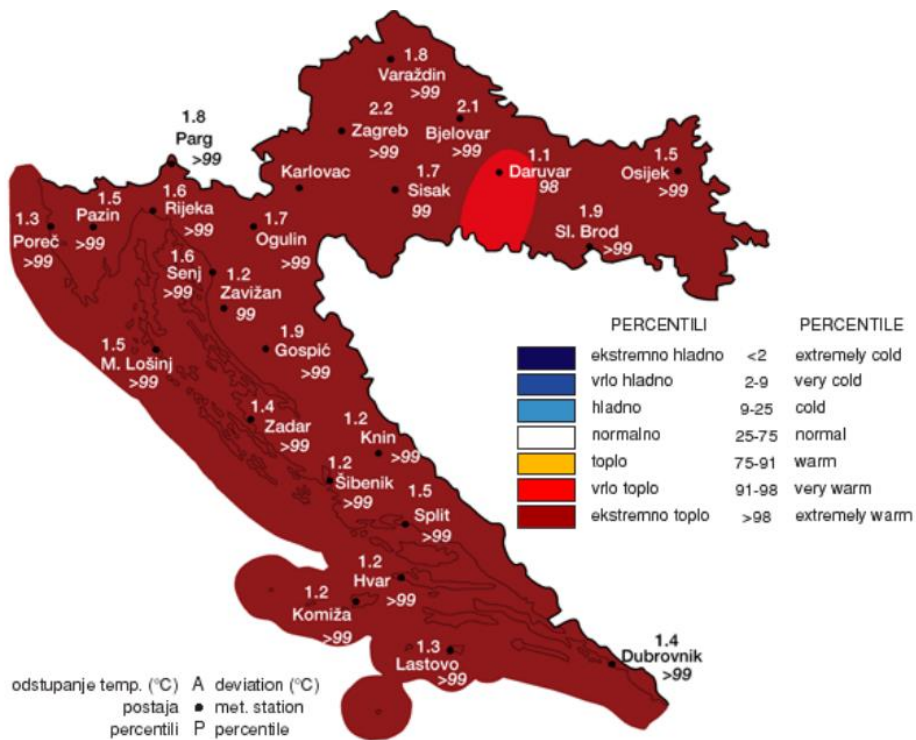 1.8
Varaždin
>99
2.2
Zagreb
>99
2.1
Bjelovar
>99
1.8
Parg
>99
1.1
Daruvar
98
1.5
Osijek
>99
Karlovac
1.7
Sisak
99
1.3
Poreč
>99
1.5
Pazin
>99
1.6
Rijeka
>99
1.7
Ogulin
>99
1.9
Sl. Brod
>99
1.6
Senj
>99
1.2
Zavižan
99
1.9
Gospić
>99
1.5
M. Lošinj
>99
1.4
Zadar
>99
1.2
Knin
>99
1.2
Šibenik
>99
1.5
Split
>99
1.2
Hvar
>99
1.2
Komiža
>99
1.3
Lastovo
>99
1.4
Dubrovnik
>99
PERCENTILI PERCENTILE
ekstremno hladno <2 extremely cold
vrlo hladno 2-9 very cold
hladno 9-25 cold
normalno 25-75 normal
toplo 75-91 warm
vrlo toplo 91-98 very warm
ekstremno toplo >98 extremely warm
odstupanje temp. (°C) A deviation (°C)
postaja met. station
percentili P percentile